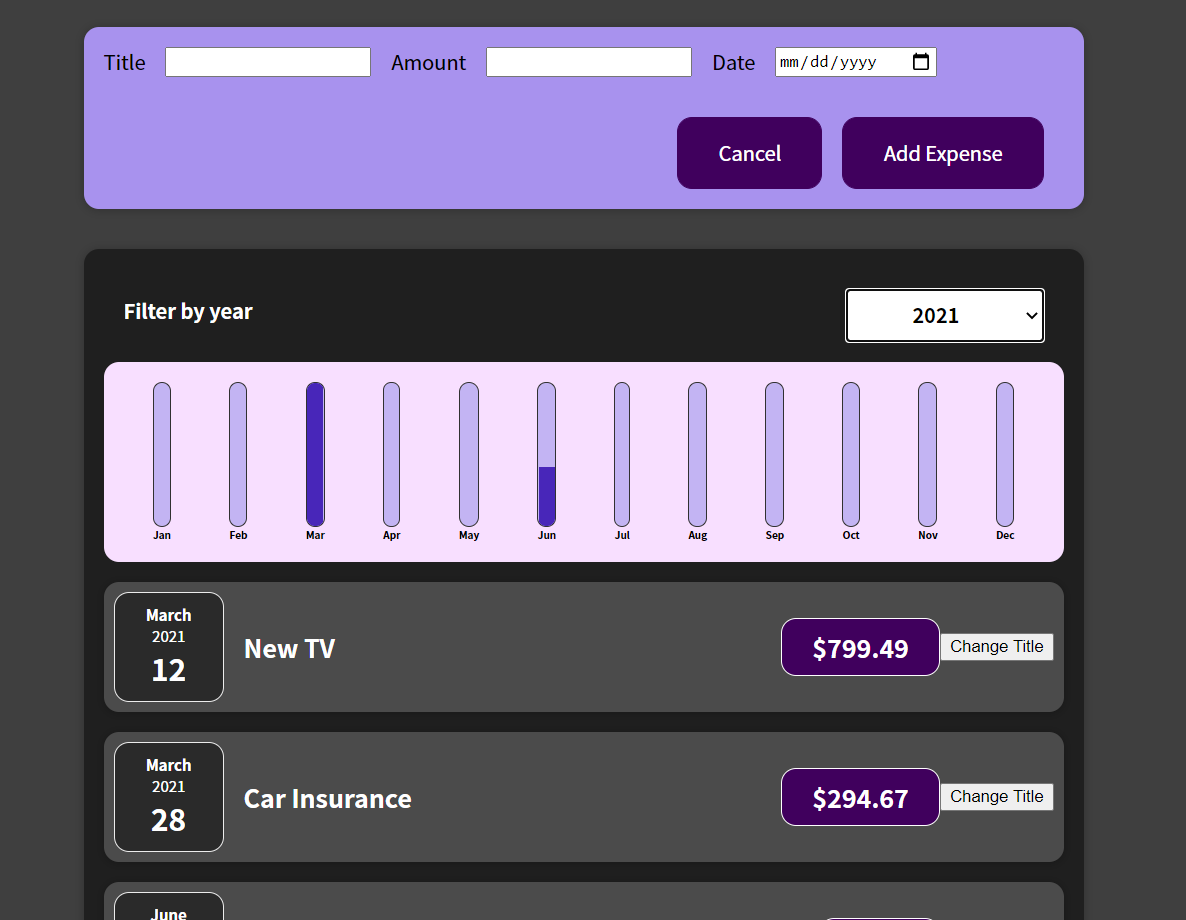 Title Amount Date mm/dd/yyyy
Cancel Add Expense
Filter by year 2021
Jan Feb Mar Apr May Jun Jul Aug Sep Oct Nov Dec
March
2021
12
New TV $799.49 Change Title
March
2021
28
Car Insurance $294.67 Change Title
June